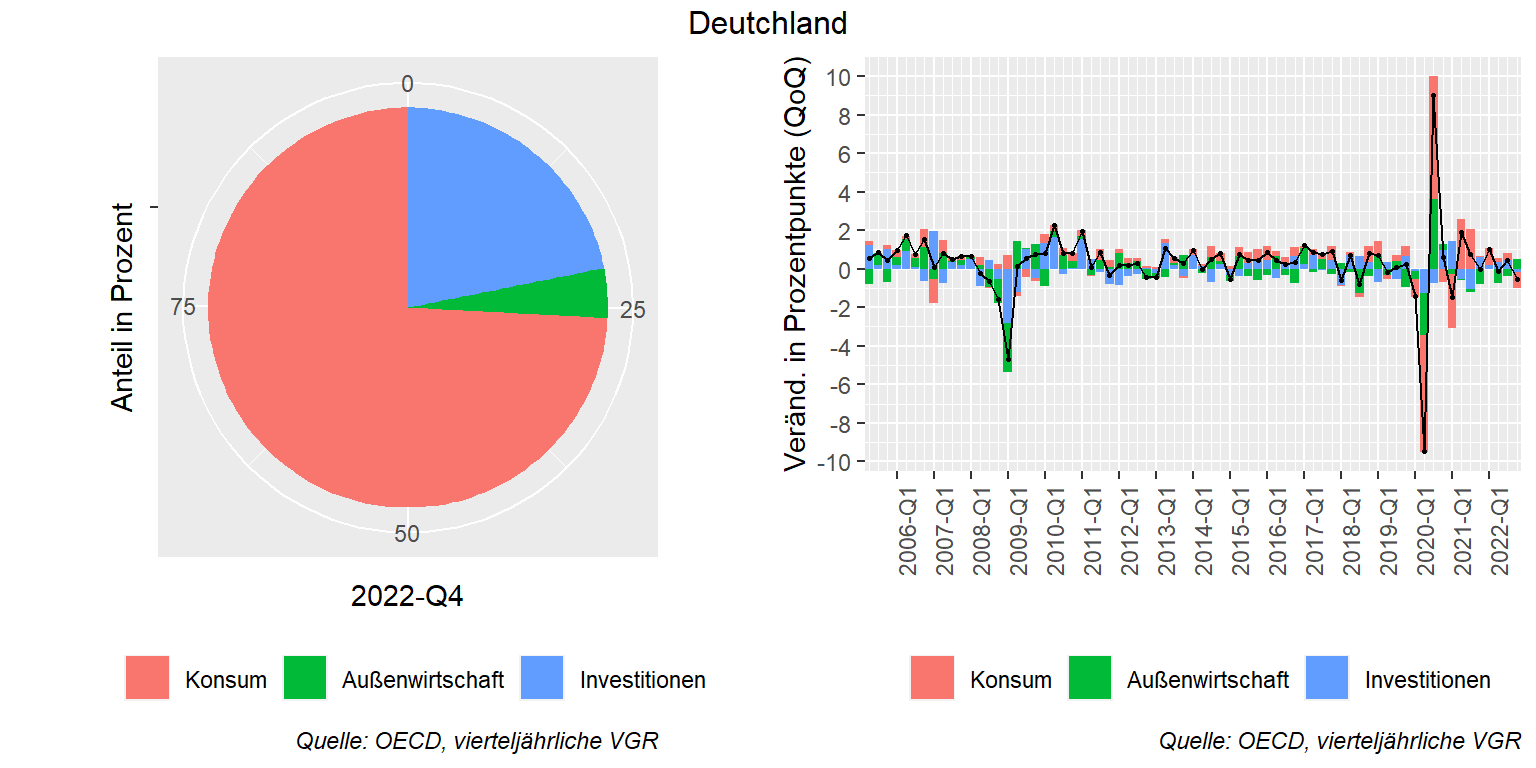 Deutchland
Anteil in Prozent
0
25
50
75
2022-Q4
Konsum Außenwirtschaft Investitionen
Quelle: OECD, vierteljährliche VGR
Veränd. in Prozentpunkte (QoQ)
10
8
6
4
2
0
-2
-4
-6
-8
-10
2006-Q1
2007-Q1
2008-Q1
2009-Q1
2010-Q1
2011-Q1
2012-Q1
2013-Q1
2014-Q1
2015-Q1
2016-Q1
2017-Q1
2018-Q1
2019-Q1
2020-Q1
2021-Q1
2022-Q1
Konsum Außenwirtschaft Investitionen
Quelle: OECD, vierteljährliche VGR